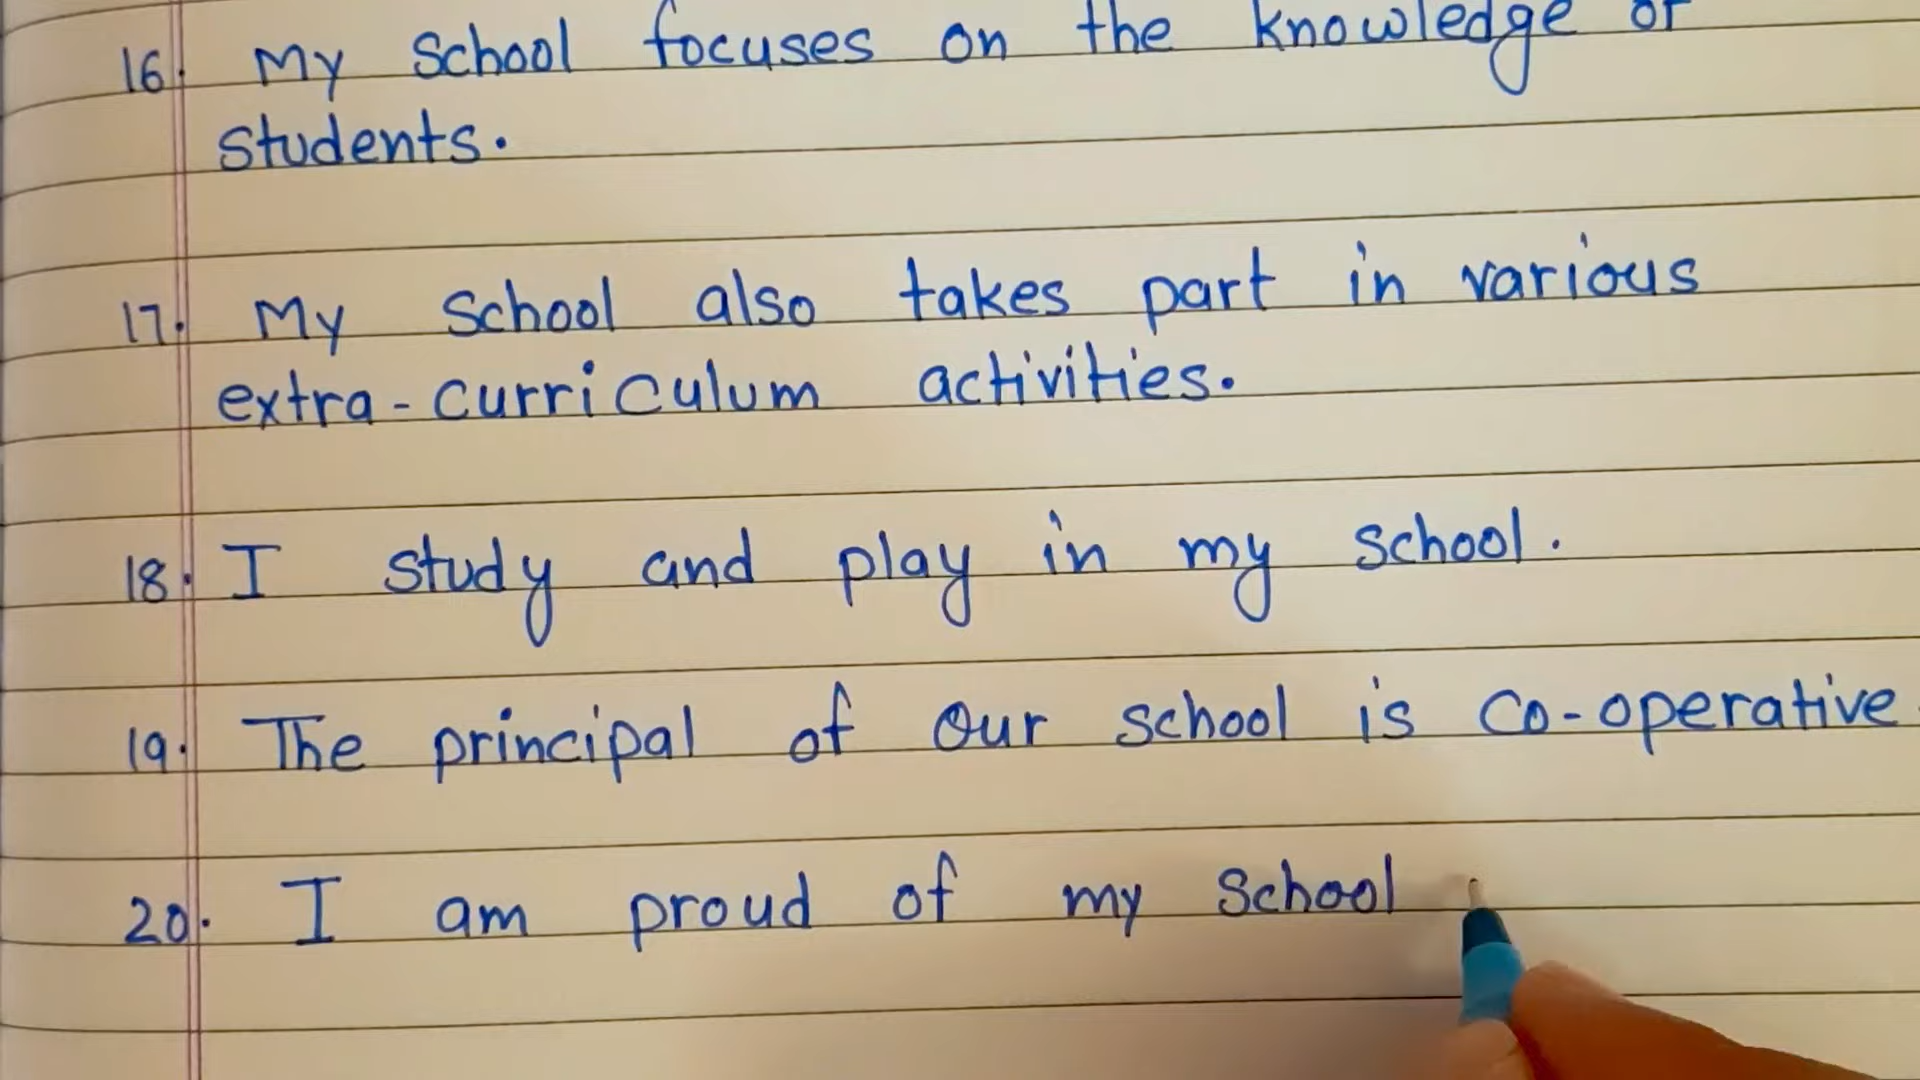 16. My School focuses on the knowledge of
students.
17. My School also takes part in various
extra-curriculum activities.
18. I study and play in my school.
19. The principal of our school is co-operative.
20. I am proud of my School